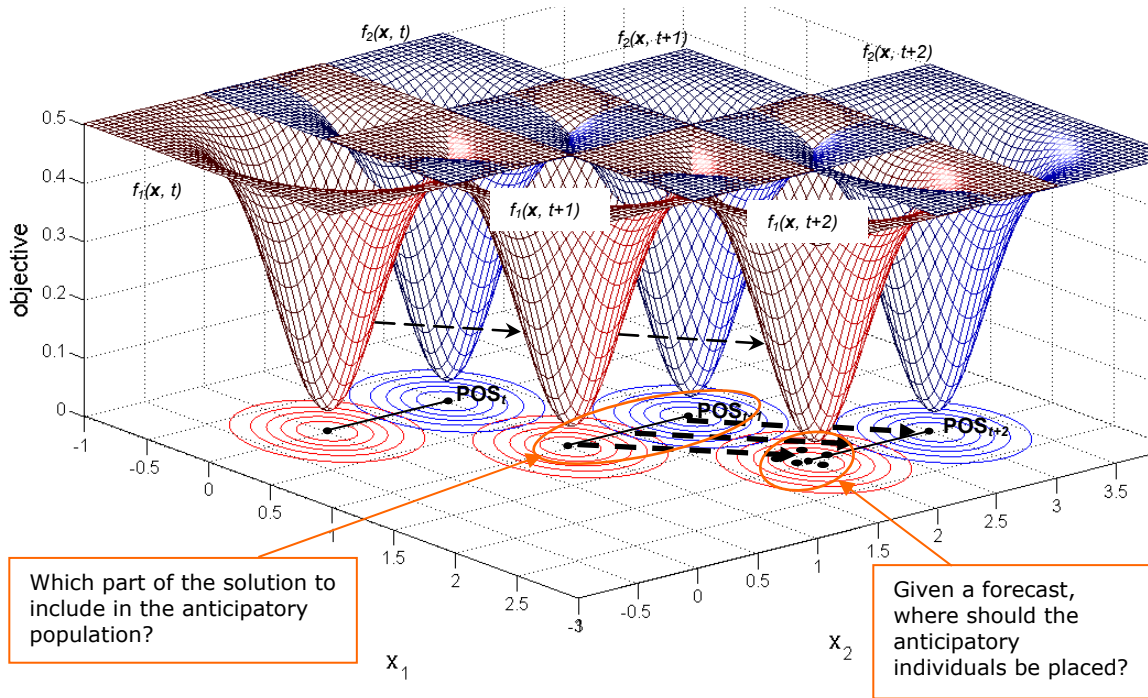 f2(x, t)
f2(x, t+1)
f2(x, t+2)
0.5
0.4
0.3
0.2
0.1
0
objective
f1(x, t)
f1(x, t+1)
f1(x, t+2)
POSt
POSt+1
POSt+2
-1
-0.5
0
0.5
1
1.5
2
2.5
3
-1
-0.5
0
0.5
1
1.5
2
2.5
3
3.5
x1
x2
Which part of the solution to
include in the anticipatory
population?
Given a forecast,
where should the
anticipatory
individuals be placed?